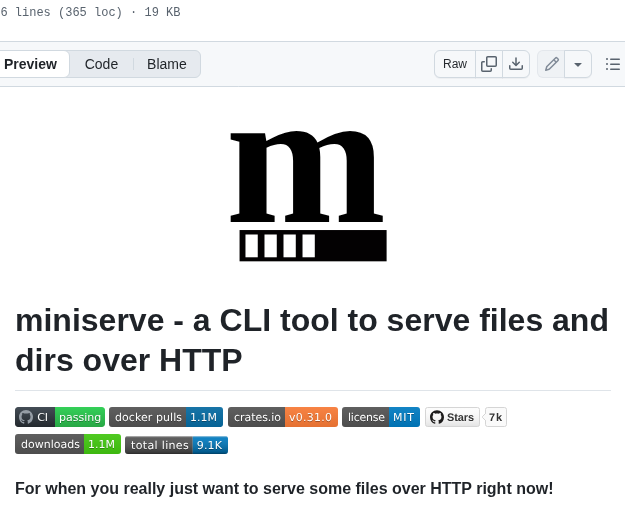 6 lines (365 loc) · 19 KB
Preview Code Blame Raw
m
miniserve - a CLI tool to serve files and
dirs over HTTP
CI passing docker pulls 1.1M crates.io v0.31.0 license MIT Stars 7k
downloads 1.1M total lines 9.1K
For when you really just want to serve some files over HTTP right now!